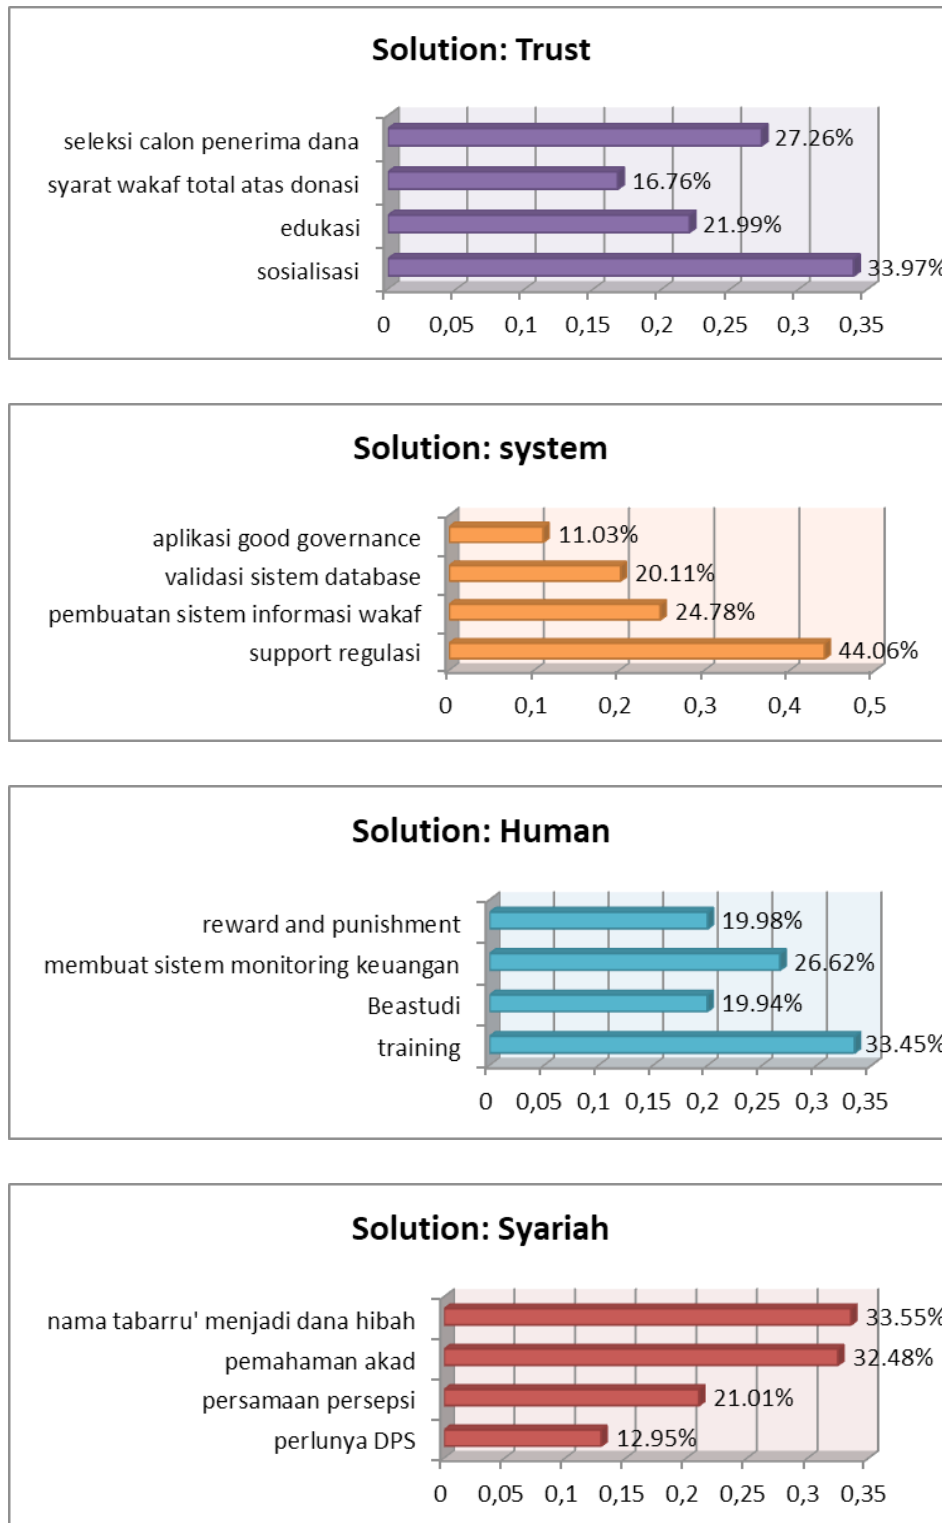 Solution: Trust
seleksi calon penerima dana 27.26%
syarat wakaf total atas donasi 16.76%
edukasi 21.99%
sosialisasi 33.97%
0 0,05 0,1 0,15 0,2 0,25 0,3 0,35
Solution: system
aplikasi good governance 11.03%
validasi sistem database 20.11%
pembuatan sistem informasi wakaf 24.78%
support regulasi 44.06%
0 0,1 0,2 0,3 0,4 0,5
Solution: Human
reward and punishment 19.98%
membuat sistem monitoring keuangan 26.62%
Beastudi 19.94%
training 33.45%
0 0,05 0,1 0,15 0,2 0,25 0,3 0,35
Solution: Syariah
nama tabarru' menjadi dana hibah 33.55%
pemahaman akad 32.48%
persamaan persepsi 21.01%
perlunya DPS 12.95%
0 0,05 0,1 0,15 0,2 0,25 0,3 0,35